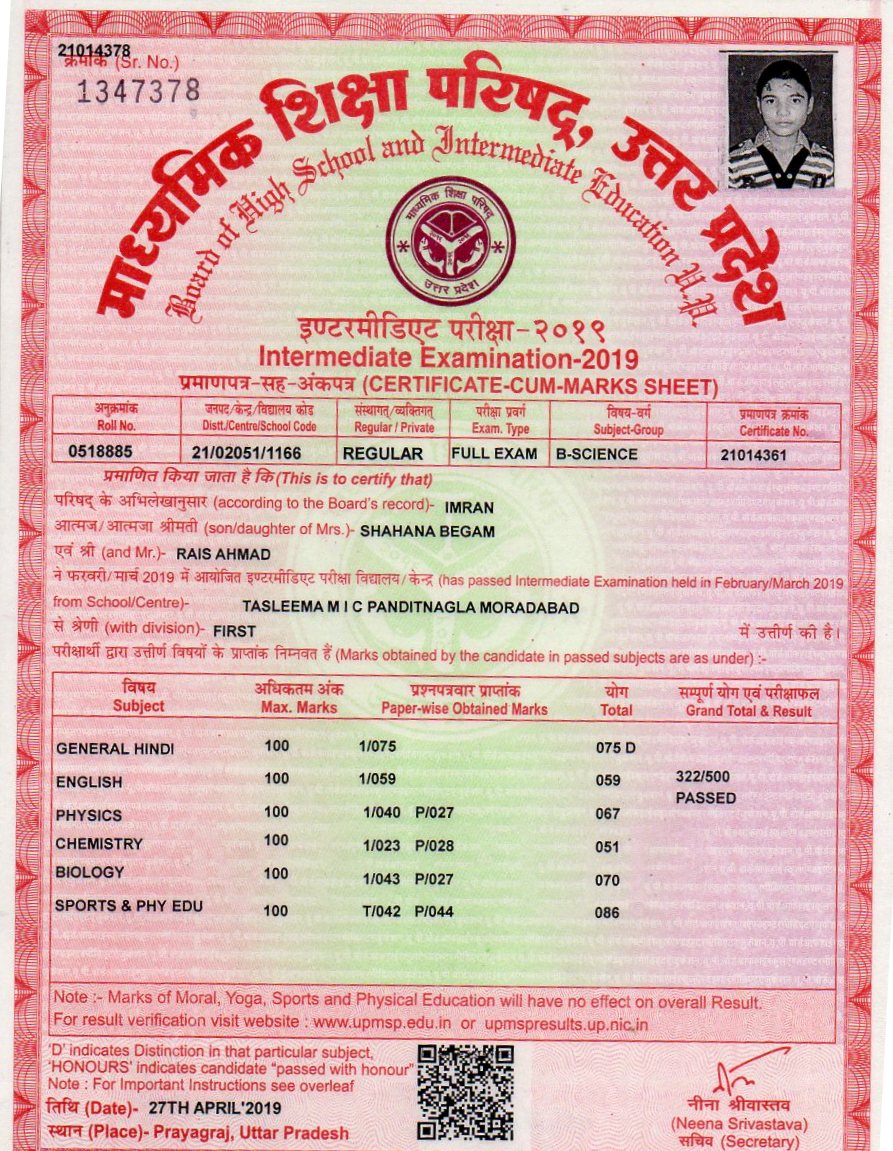 21014378
क्रमांक (Sr. No.)
1347378
माध्यमिक शिक्षा परिषद्, उत्तर प्रदेश
Board of High School and Intermediate Education U.P.
माध्यमिक शिक्षा परिषद्
उत्तर प्रदेश
इण्टरमीडिएट परीक्षा-२०१९
Intermediate Examination-2019
प्रमाणपत्र-सह-अंकपत्र (CERTIFICATE-CUM-MARKS SHEET)
अनुक्रमांक जनपद/केन्द्र/विद्यालय कोड संस्थागत्/व्यक्तिगत् परीक्षा प्रवर्ग विषय-वर्ग प्रमाणपत्र क्रमांक
Roll No. Distt./Centre/School Code Regular / Private Exam. Type Subject-Group Certificate No.
0518885 21/02051/1166 REGULAR FULL EXAM B-SCIENCE 21014361
प्रमाणित किया जाता है कि (This is to certify that)
परिषद् के अभिलेखानुसार (according to the Board's record)- IMRAN
आत्मज/आत्मजा श्रीमती (son/daughter of Mrs.)- SHAHANA BEGAM
एवं श्री (and Mr.)- RAIS AHMAD
ने फरवरी/मार्च 2019 में आयोजित इण्टरमीडिएट परीक्षा विद्यालय/केन्द्र (has passed Intermediate Examination held in February/March 2019
from School/Centre)- TASLEEMA M I C PANDITNAGLA MORADABAD
से श्रेणी (with division)- FIRST में उत्तीर्ण की है।
परीक्षार्थी द्वारा उत्तीर्ण विषयों के प्राप्तांक निम्नवत हैं (Marks obtained by the candidate in passed subjects are as under) :-
विषय अधिकतम अंक प्रश्नपत्रवार प्राप्तांक योग सम्पूर्ण योग एवं परीक्षाफल
Subject Max. Marks Paper-wise Obtained Marks Total Grand Total & Result
GENERAL HINDI 100 1/075 075 D
ENGLISH 100 1/059 059 322/500
PASSED
PHYSICS 100 1/040 P/027 067
CHEMISTRY 100 1/023 P/028 051
BIOLOGY 100 1/043 P/027 070
SPORTS & PHY EDU 100 T/042 P/044 086
Note :- Marks of Moral, Yoga, Sports and Physical Education will have no effect on overall Result.
For result verification visit website : www.upmsp.edu.in or upmspresults.up.nic.in
'D' indicates Distinction in that particular subject,
'HONOURS' indicates candidate "passed with honour"
Note : For Important Instructions see overleaf
तिथि (Date)- 27TH APRIL'2019
स्थान (Place)- Prayagraj, Uttar Pradesh
नीना श्रीवास्तव
(Neena Srivastava)
सचिव (Secretary)